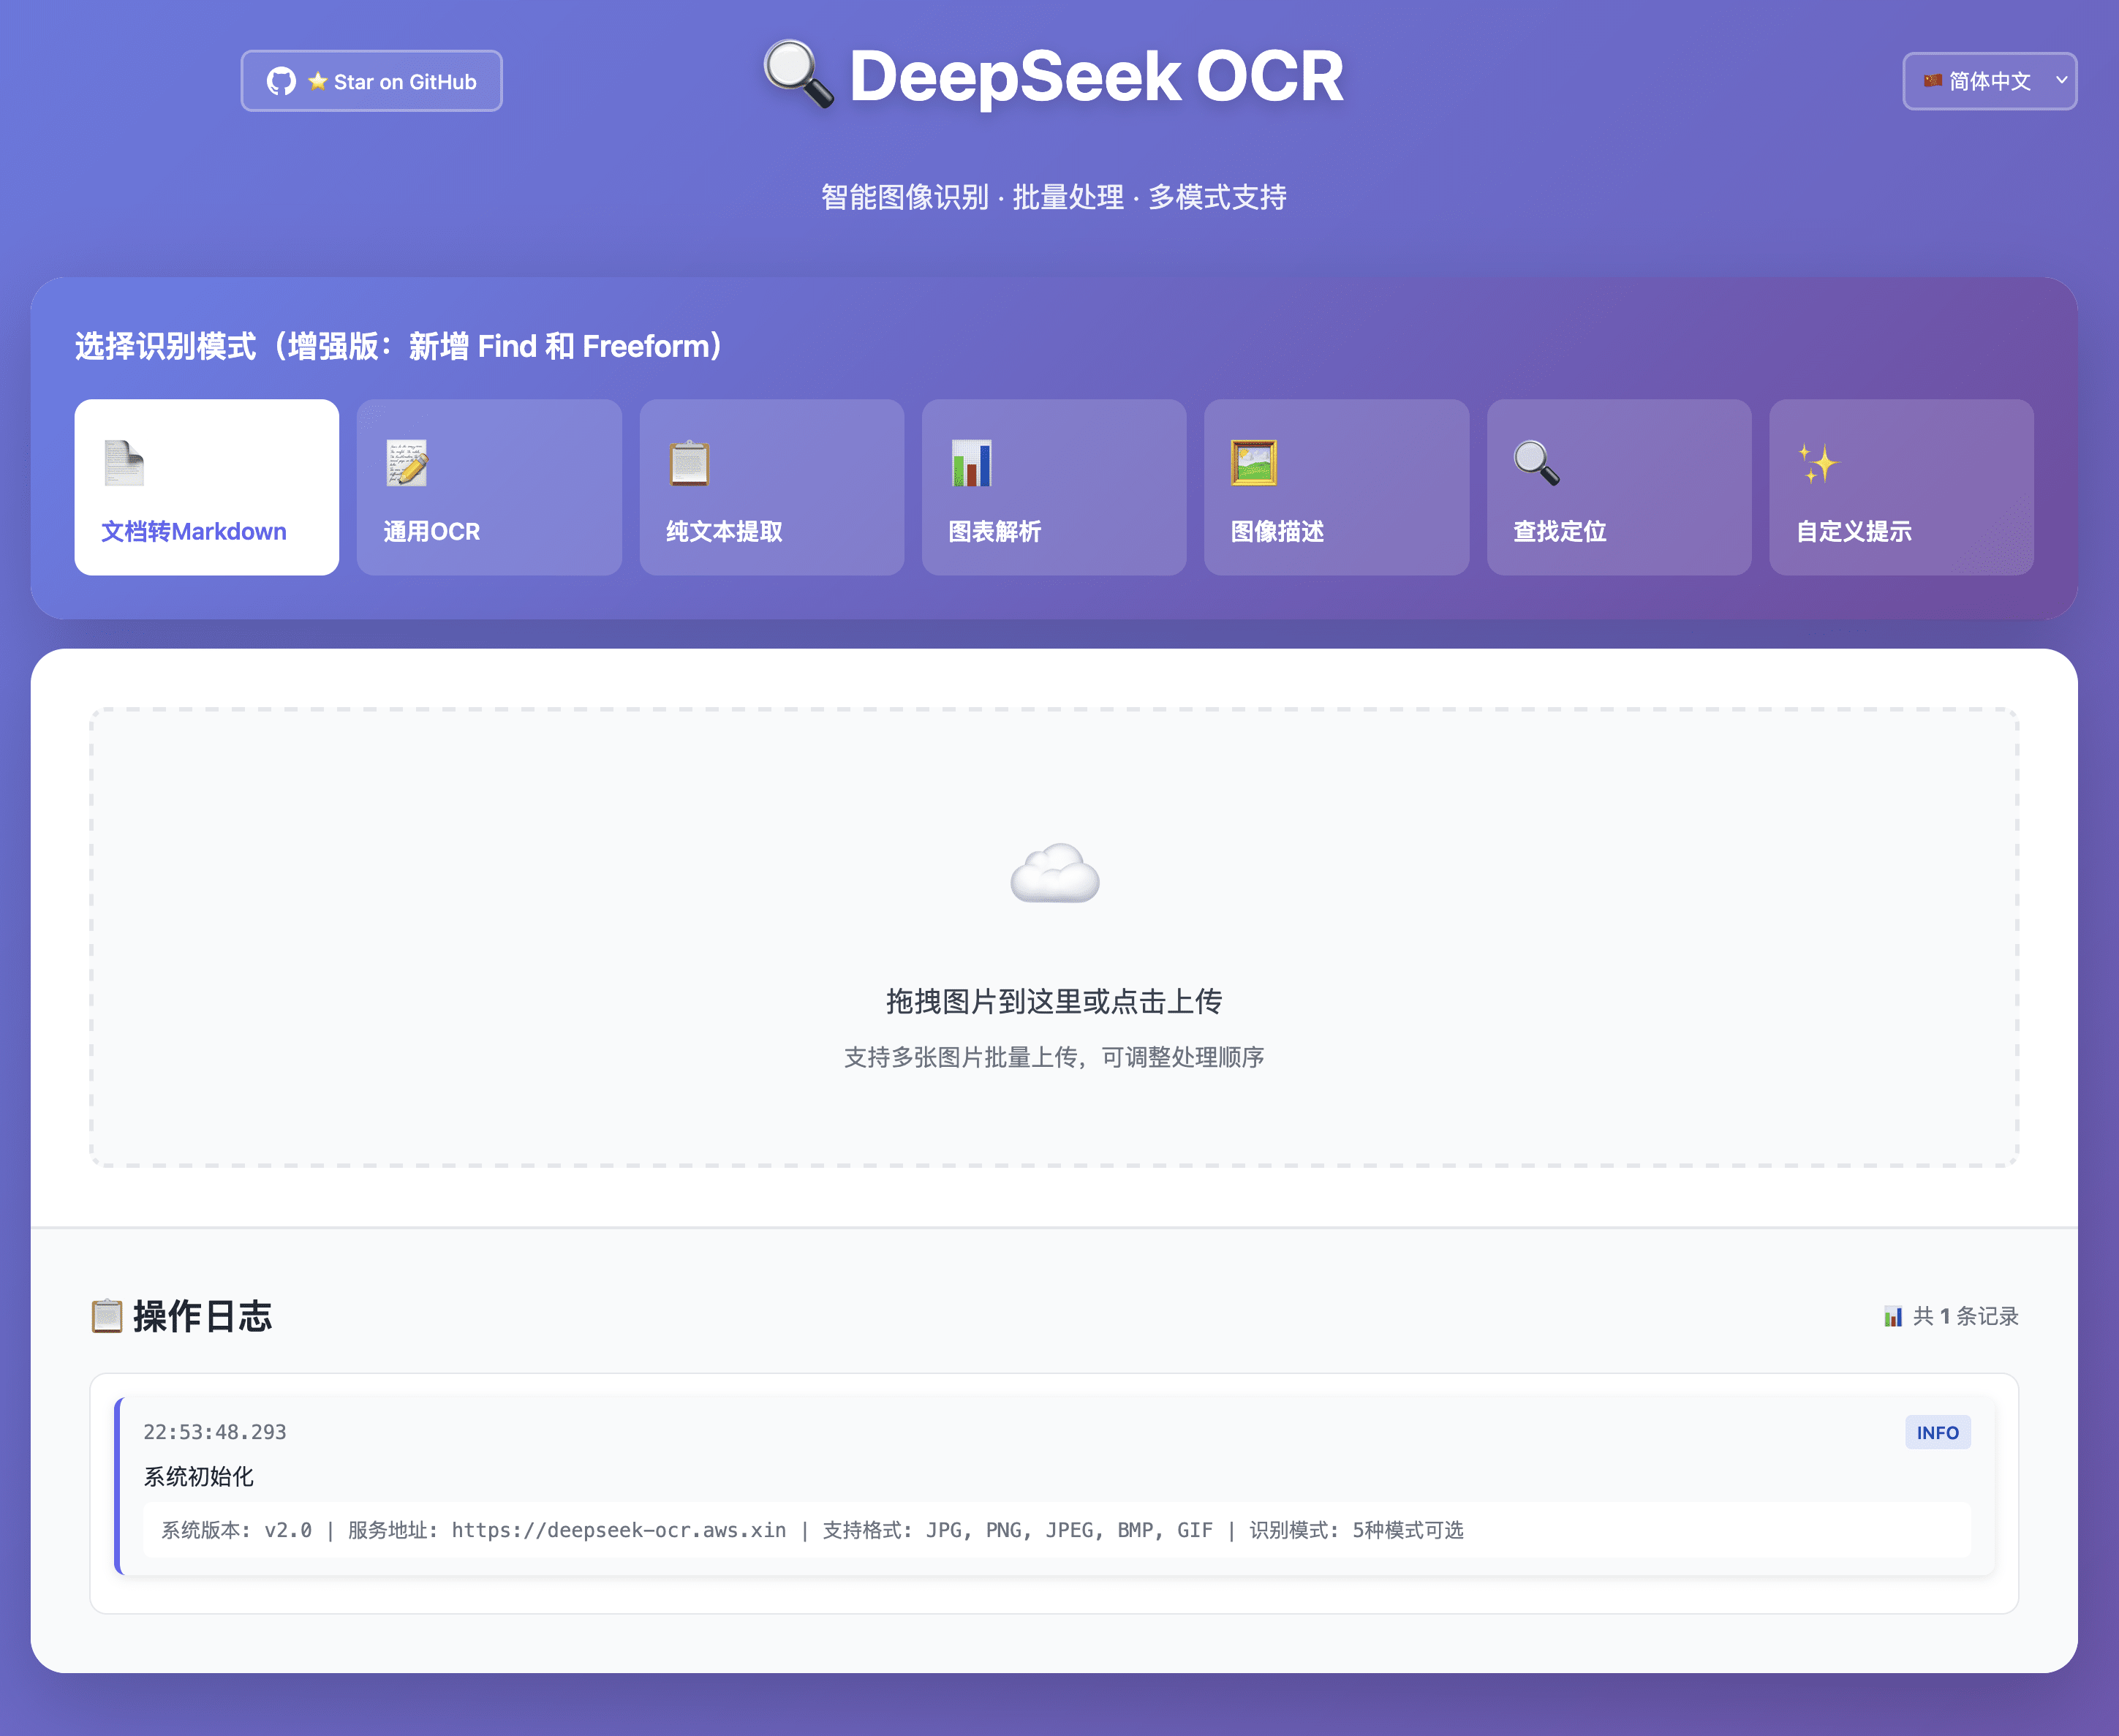 Star on GitHub
DeepSeek OCR
简体中文
智能图像识别 · 批量处理 · 多模式支持
选择识别模式（增强版：新增 Find 和 Freeform）
文档转Markdown
通用OCR
纯文本提取
图表解析
图像描述
查找定位
自定义提示
拖拽图片到这里或点击上传
支持多张图片批量上传，可调整处理顺序
操作日志
共 1 条记录
22:53:48.293
INFO
系统初始化
系统版本: v2.0 | 服务地址: https://deepseek-ocr.aws.xin | 支持格式: JPG, PNG, JPEG, BMP, GIF | 识别模式: 5种模式可选